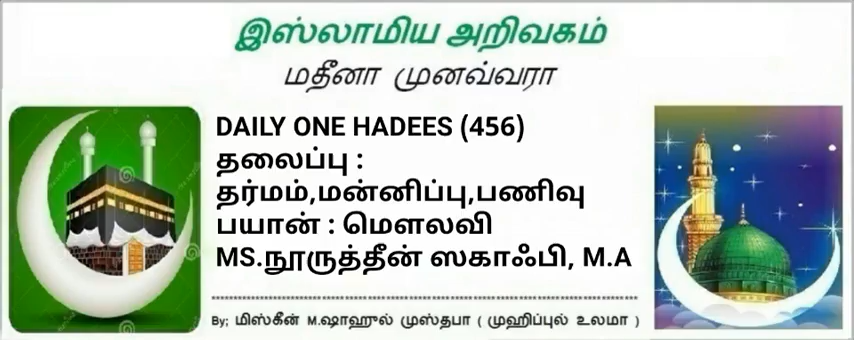 இஸ்லாமிய அறிவகம்
மதீனா முனவ்வரா
DAILY ONE HADEES (456)
தலைப்பு :
தர்மம்,மன்னிப்பு,பணிவு
பயான் : மௌலவி
MS.நூருத்தீன் ஸகாஃபி, M.A
By; மிஸ்கீன் M.ஷாஹுல் முஸ்தபா ( முஹிப்புல் உலமா )